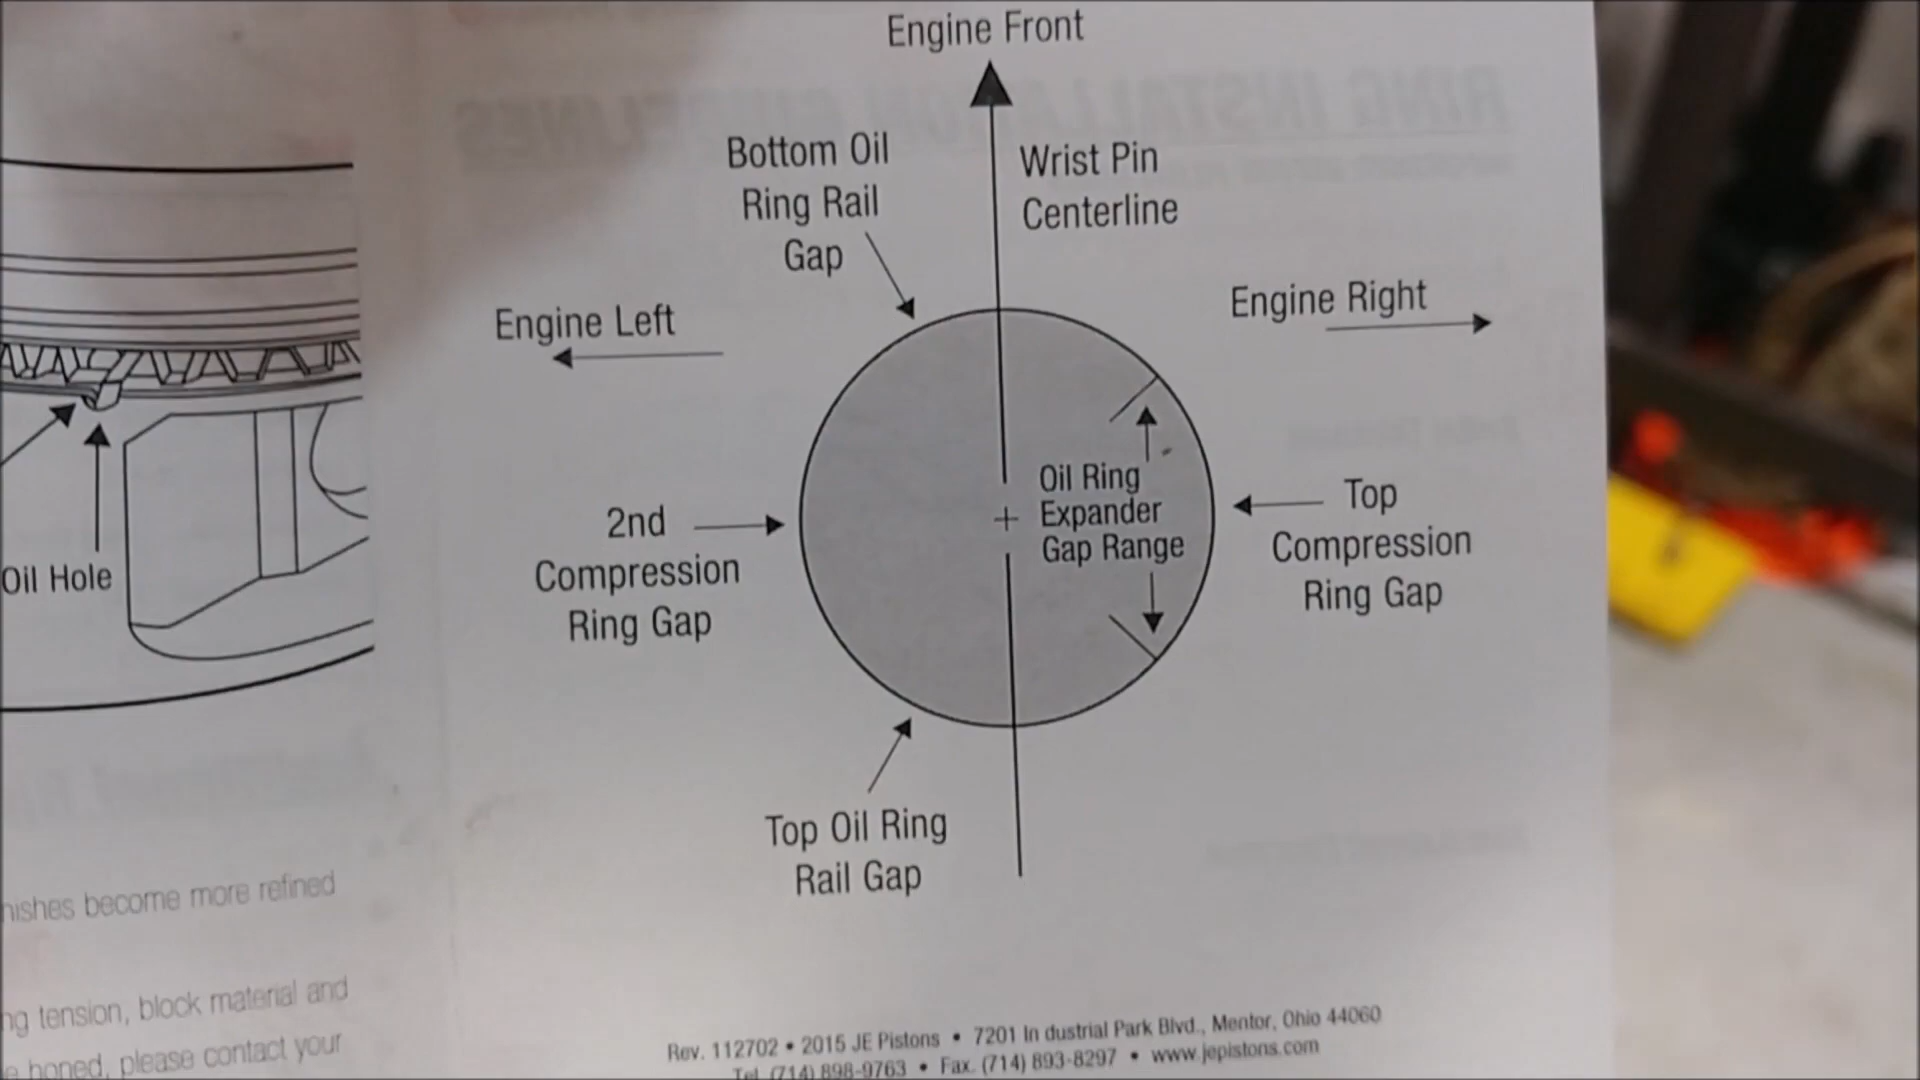 Engine Front
Bottom Oil
Ring Rail
Gap
Wrist Pin
Centerline
Engine Left
Engine Right
Oil Ring
Expander
Gap Range
2nd
Compression
Ring Gap
Top
Compression
Ring Gap
Oil Hole
Top Oil Ring
Rail Gap
become more refined
tension, block material and
honed, please contact your
Rev. 112702 • 2015 JE Pistons • 7201 In dustrial Park Blvd., Mentor, Ohio 44060
Tel. (714) 898-9763 • Fax. (714) 893-8297 • www.jepistons.com